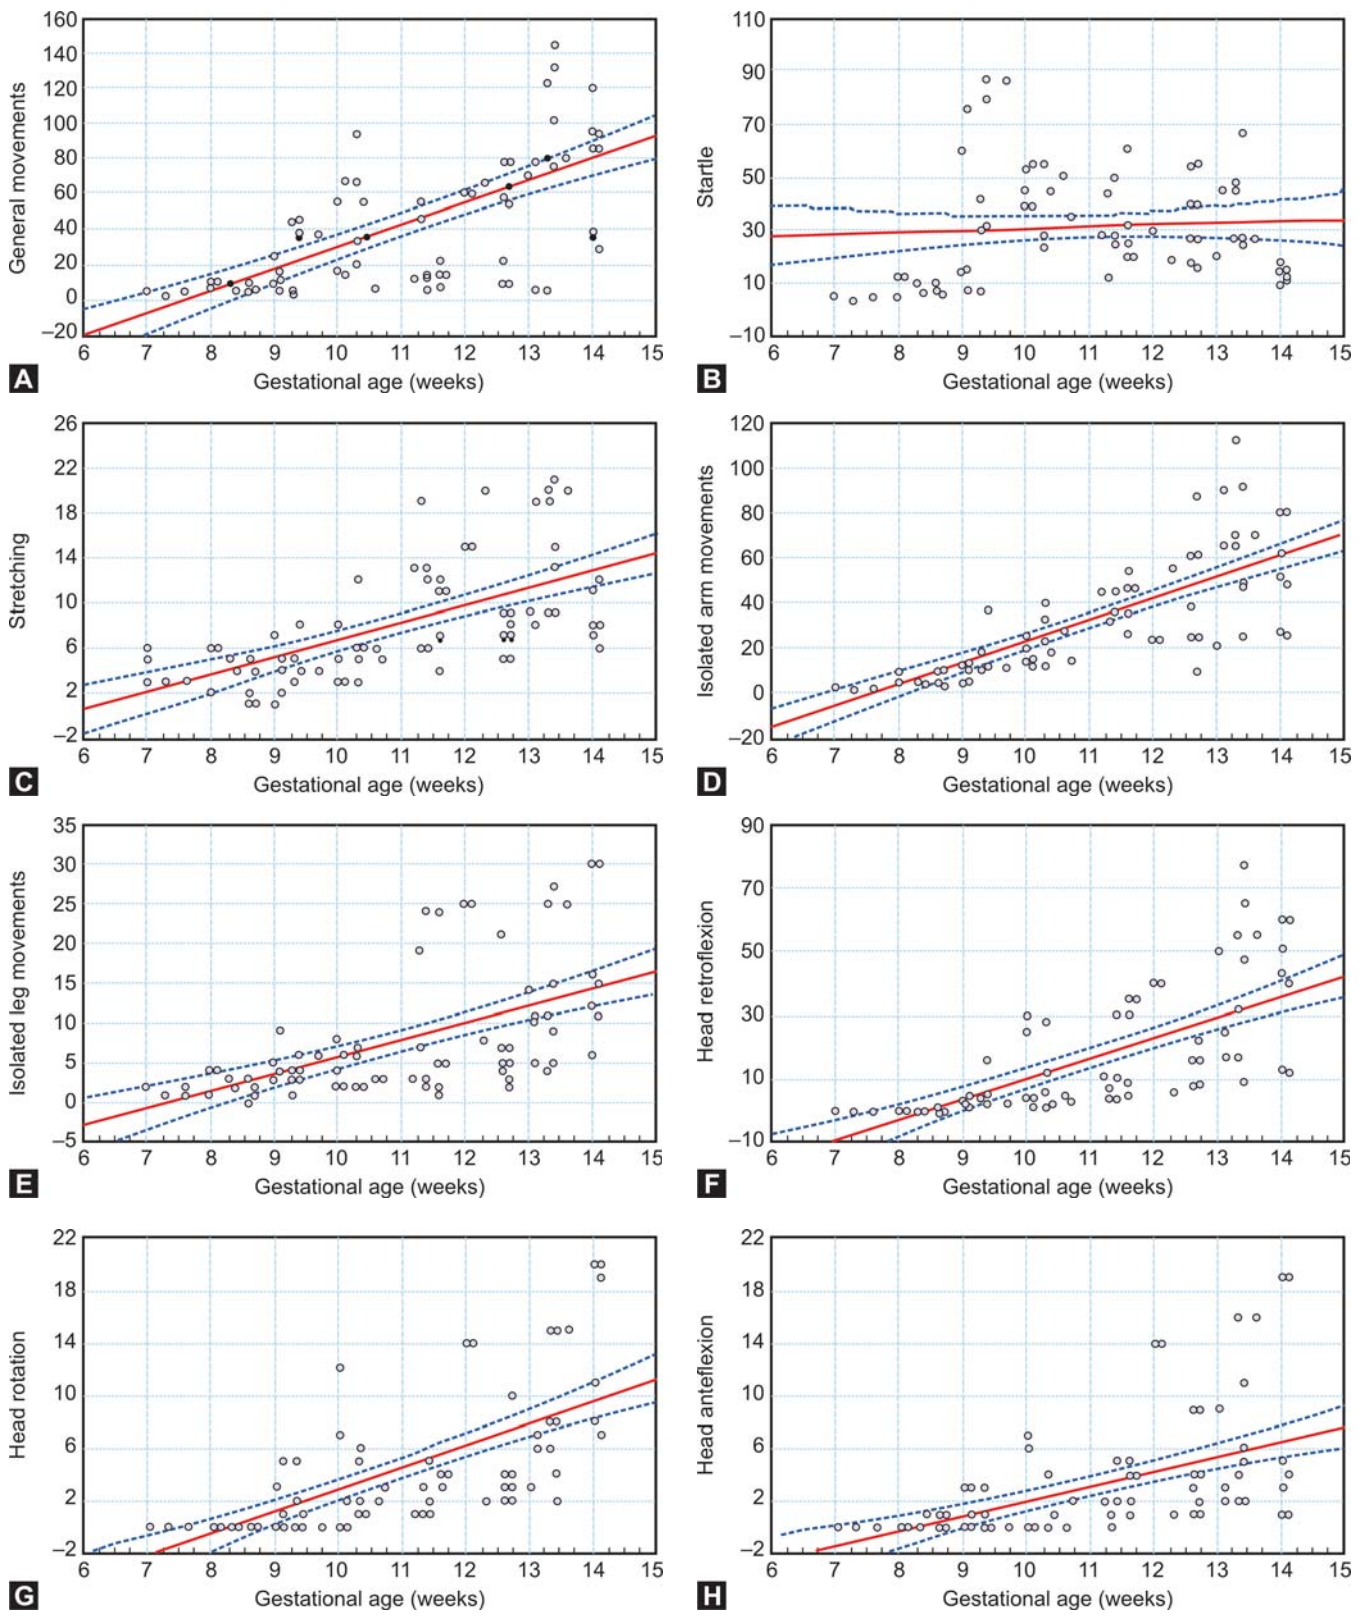 160
140
120
100
80
60
40
20
0
–20
General movements
6 7 8 9 10 11 12 13 14 15
Gestational age (weeks)
A
110
90
70
50
30
10
–10
Startle
6 7 8 9 10 11 12 13 14 15
Gestational age (weeks)
B
26
22
18
14
10
6
2
–2
Stretching
6 7 8 9 10 11 12 13 14 15
Gestational age (weeks)
C
120
100
80
60
40
20
0
–20
Isolated arm movements
6 7 8 9 10 11 12 13 14 15
Gestational age (weeks)
D
35
30
25
20
15
10
5
0
–5
Isolated leg movements
6 7 8 9 10 11 12 13 14 15
Gestational age (weeks)
E
90
70
50
30
10
–10
Head retroflexion
6 7 8 9 10 11 12 13 14 15
Gestational age (weeks)
F
22
18
14
10
6
2
–2
Head rotation
6 7 8 9 10 11 12 13 14 15
Gestational age (weeks)
G
22
18
14
10
6
2
–2
Head anteflexion
6 7 8 9 10 11 12 13 14 15
Gestational age (weeks)
H